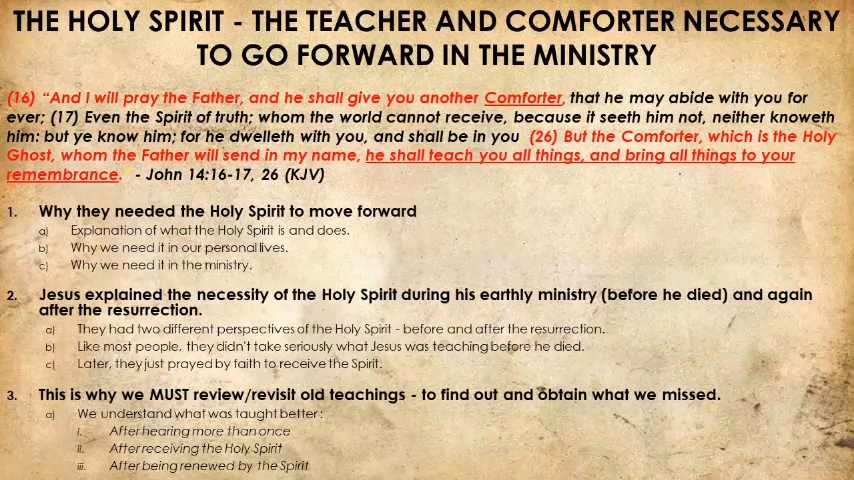 THE HOLY SPIRIT - THE TEACHER AND COMFORTER NECESSARY
TO GO FORWARD IN THE MINISTRY
(16) “And I will pray the Father, and he shall give you another Comforter, that he may abide with you for
ever; (17) Even the Spirit of truth; whom the world cannot receive, because it seeth him not, neither knoweth
him: but ye know him; for he dwelleth with you, and shall be in you (26) But the Comforter, which is the Holy
Ghost, whom the Father will send in my name, he shall teach you all things, and bring all things to your
remembrance.” - John 14:16-17, 26 (KJV)
1. Why they needed the Holy Spirit to move forward
a) Explanation of what the Holy Spirit is and does.
b) Why we need it in our personal lives.
c) Why we need it in the ministry.
2. Jesus explained the necessity of the Holy Spirit during his earthly ministry (before he died) and again
after the resurrection.
a) They had two different perspectives of the Holy Spirit - before and after the resurrection.
b) Like most people, they didn't take seriously what Jesus was teaching before he died.
c) Later, they just prayed by faith to receive the Spirit.
3. This is why we MUST review/revisit old teachings - to find out and obtain what we missed.
a) We understand what was taught better:
i. After hearing more than once
ii. After receiving the Holy Spirit
iii. After being renewed by the Spirit